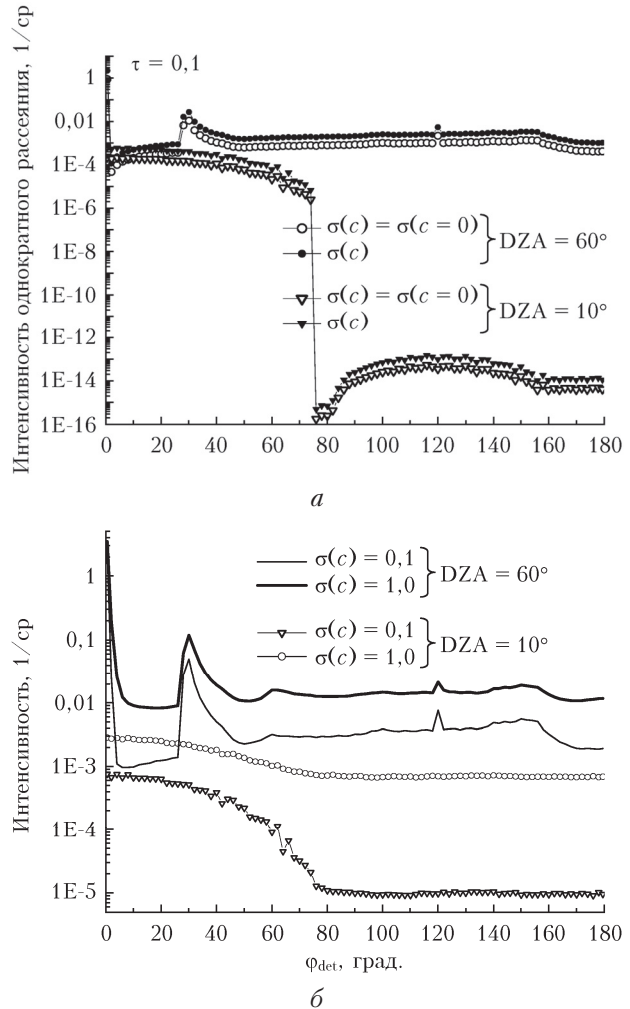 Интенсивность однократного рассеяния, 1/ср
τ = 0,1
1
0,01
1E-4
1E-6
1E-8
1E-10
1E-12
1E-14
1E-16
σ(c) = σ(c = 0)
σ(c)
DZA = 60°
σ(c) = σ(c = 0)
σ(c)
DZA = 10°
0 20 40 60 80 100 120 140 160 180
а
Интенсивность, 1/ср
1
0,1
0,01
1E-3
1E-4
1E-5
σ(c) = 0,1
σ(c) = 1,0
DZA = 60°
σ(c) = 0,1
σ(c) = 1,0
DZA = 10°
0 20 40 60 80 100 120 140 160 180
φdet, град.
б